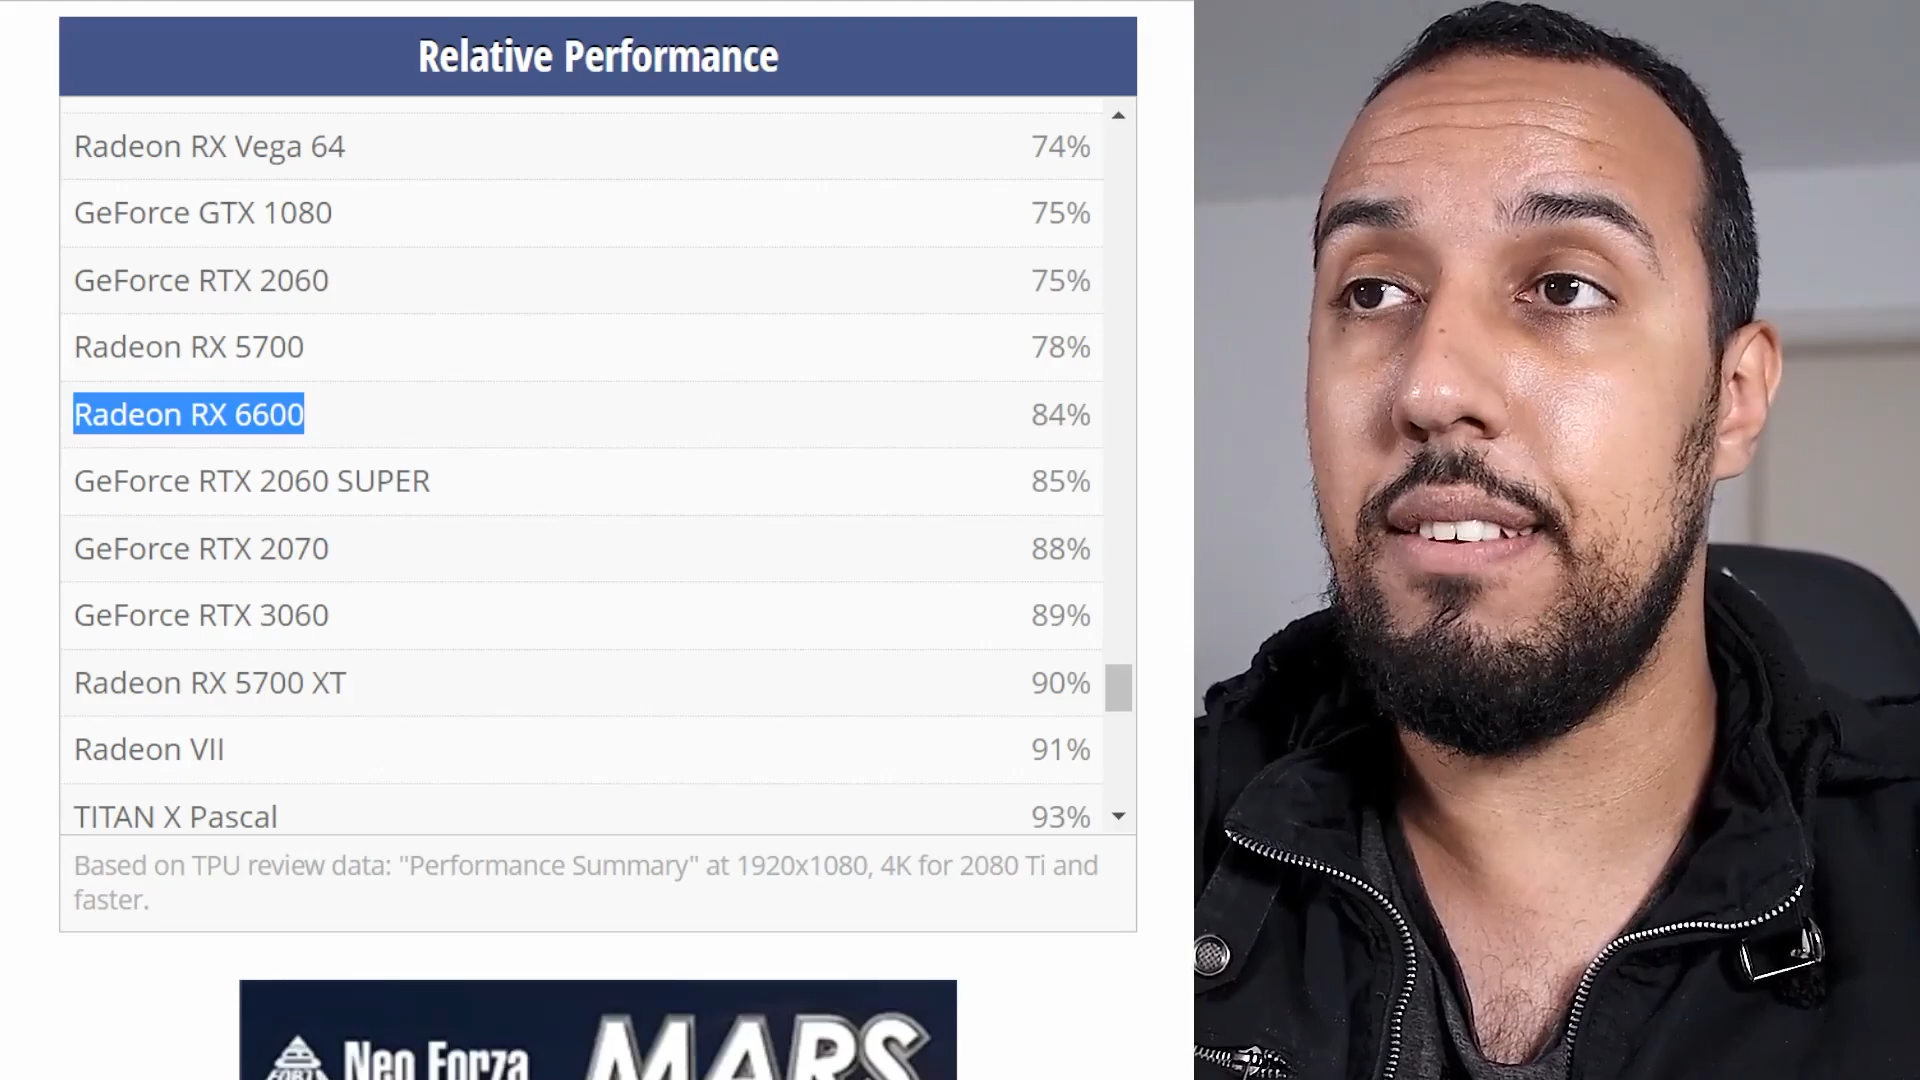 Relative Performance
Radeon RX Vega 64 74%
GeForce GTX 1080 75%
GeForce RTX 2060 75%
Radeon RX 5700 78%
Radeon RX 6600 84%
GeForce RTX 2060 SUPER 85%
GeForce RTX 2070 88%
GeForce RTX 3060 89%
Radeon RX 5700 XT 90%
Radeon VII 91%
TITAN X Pascal 93%
Based on TPU review data: "Performance Summary" at 1920x1080, 4K for 2080 Ti and
faster.
Neo Forza MARS